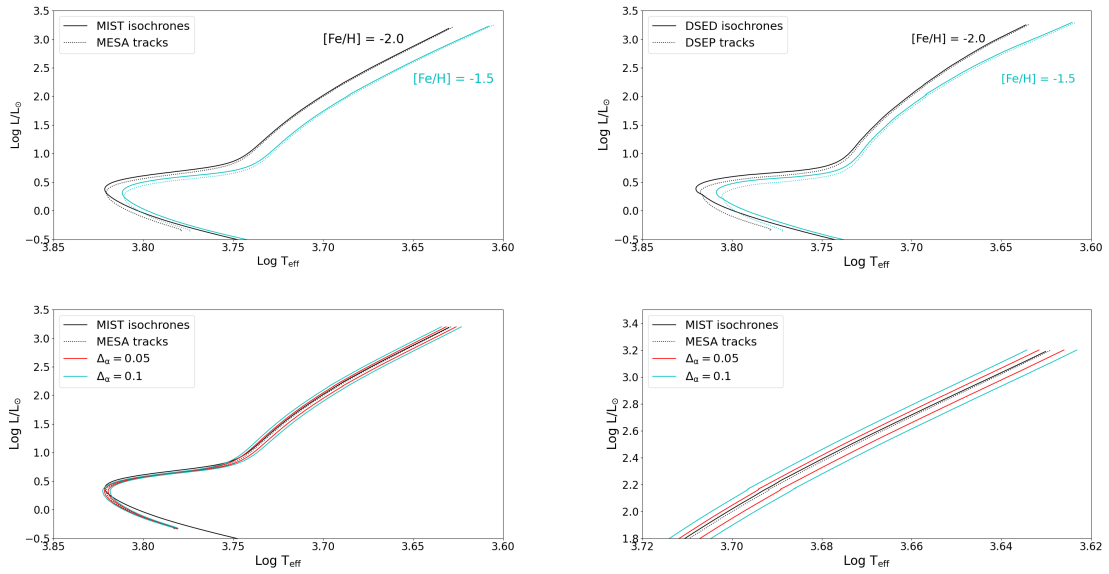 MIST isochrones
MESA tracks
[Fe/H] = -2.0
[Fe/H] = -1.5
3.5
3.0
2.5
2.0
1.5
1.0
0.5
0.0
−0.5
Log L/L⊙
3.85
3.80
3.75
3.70
3.65
3.60
Log Teff
DSED isochrones
DSEP tracks
[Fe/H] = -2.0
[Fe/H] = -1.5
3.5
3.0
2.5
2.0
1.5
1.0
0.5
0.0
−0.5
Log L/L⊙
3.85
3.80
3.75
3.70
3.65
3.60
Log Teff
MIST isochrones
MESA tracks
Δα = 0.05
Δα = 0.1
3.5
3.0
2.5
2.0
1.5
1.0
0.5
0.0
−0.5
Log L/L⊙
3.85
3.80
3.75
3.70
3.65
3.60
Log Teff
MIST isochrones
MESA tracks
Δα = 0.05
Δα = 0.1
3.4
3.2
3.0
2.8
2.6
2.4
2.2
2.0
1.8
Log L/L⊙
3.72
3.70
3.68
3.66
3.64
3.62
Log Teff